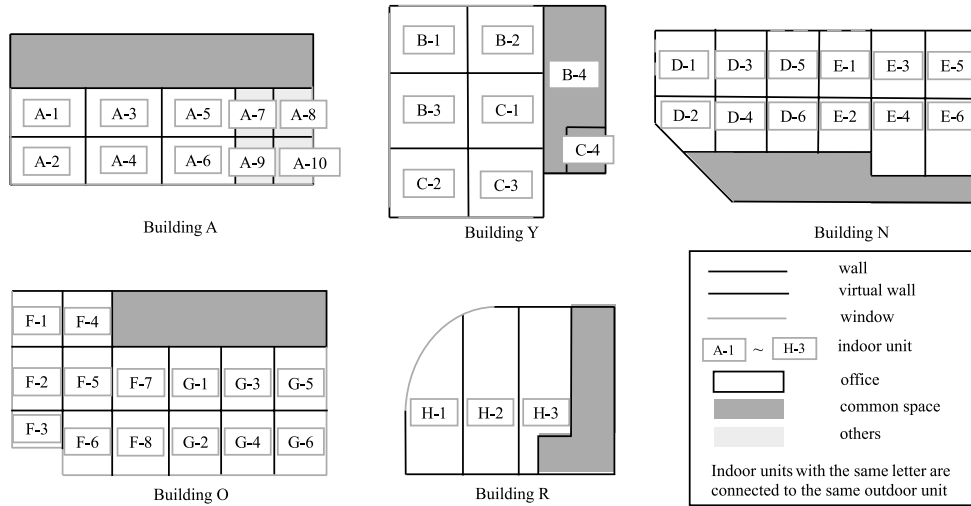 A-1 A-3 A-5 A-7 A-8
A-2 A-4 A-6 A-9 A-10
Building A
B-1 B-2
B-4
B-3 C-1
C-4
C-2 C-3
Building Y
D-1 D-3 D-5 E-1 E-3 E-5
D-2 D-4 D-6 E-2 E-4 E-6
Building N
F-1 F-4
F-2 F-5 F-7 G-1 G-3 G-5
F-3
F-6 F-8 G-2 G-4 G-6
Building O
H-1 H-2 H-3
Building R
wall
virtual wall
window
A-1 ~ H-3 indoor unit
office
common space
others
Indoor units with the same letter are
connected to the same outdoor unit